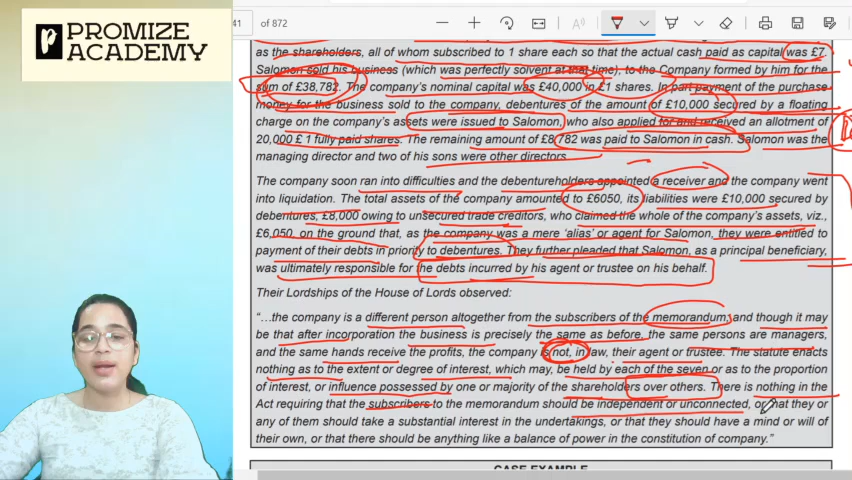 PROMIZE
ACADEMY
P
41 of 872
as the shareholders, all of whom subscribed to 1 share each so that the actual cash paid as capital was £7.
Salomon sold his business (which was perfectly solvent at that time), to the Company formed by him for the
sum of £38,782. The company's nominal capital was £40,000 in £1 shares. In part payment of the purchase
money for the business sold to the company, debentures of the amount of £10,000 secured by a floating
charge on the company's assets were issued to Salomon, who also applied for and received an allotment of
20,000 £ 1 fully paid shares. The remaining amount of £8,782 was paid to Salomon in cash. Salomon was the
managing director and two of his sons were other directors.
The company soon ran into difficulties and the debentureholders appointed a receiver and the company went
into liquidation. The total assets of the company amounted to £6050, its liabilities were £10,000 secured by
debentures, £8,000 owing to unsecured trade creditors, who claimed the whole of the company's assets, viz.,
£6,050, on the ground that, as the company was a mere 'alias' or agent for Salomon, they were entitled to
payment of their debts in priority to debentures. They further pleaded that Salomon, as a principal beneficiary,
was ultimately responsible for the debts incurred by his agent or trustee on his behalf.
Their Lordships of the House of Lords observed:
"…the company is a different person altogether from the subscribers of the memorandum; and though it may
be that after incorporation the business is precisely the same as before, the same persons are managers,
and the same hands receive the profits, the company is not, in law, their agent or trustee. The statute enacts
nothing as to the extent or degree of interest, which may, be held by each of the seven or as to the proportion
of interest, or influence possessed by one or majority of the shareholders over others. There is nothing in the
Act requiring that the subscribers to the memorandum should be independent or unconnected, or that they or
any of them should take a substantial interest in the undertakings, or that they should have a mind or will of
their own, or that there should be anything like a balance of power in the constitution of company."
CASE EXAMPLE